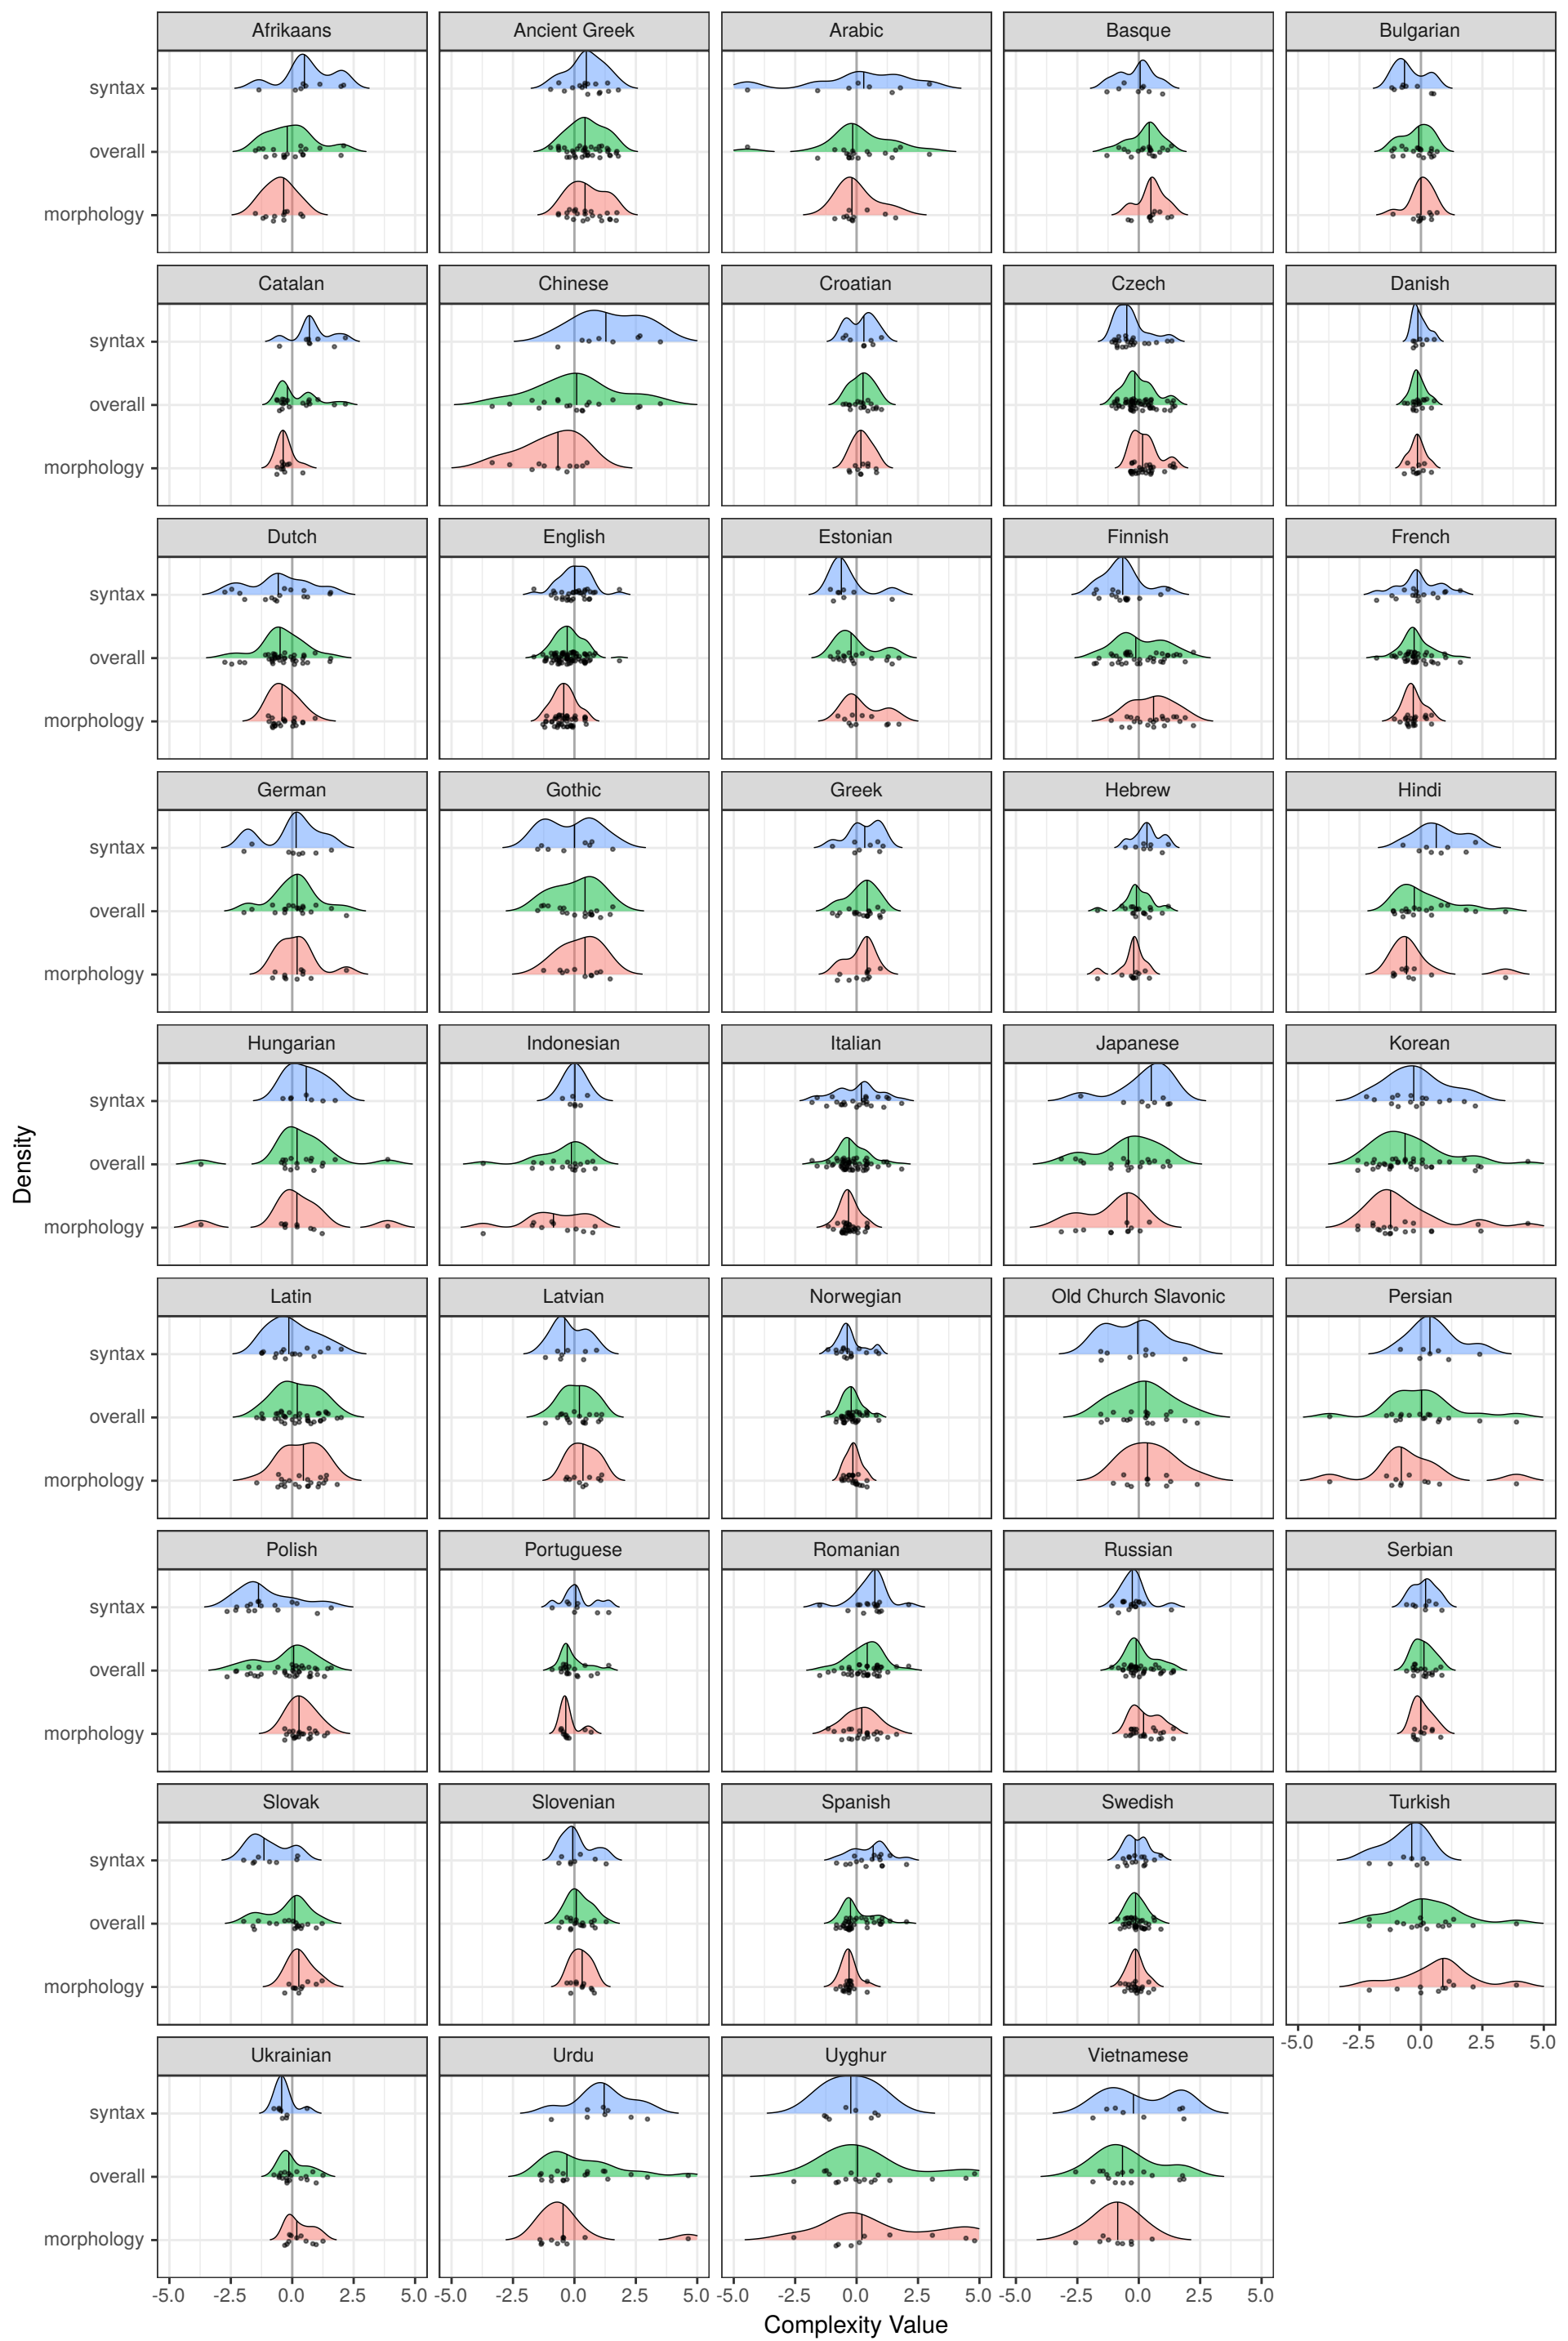 Afrikaans Ancient Greek Arabic Basque Bulgarian
syntax
overall
morphology
Catalan Chinese Croatian Czech Danish
syntax
overall
morphology
Dutch English Estonian Finnish French
syntax
overall
morphology
German Gothic Greek Hebrew Hindi
syntax
overall
morphology
Hungarian Indonesian Italian Japanese Korean
syntax
overall
morphology
Density
Latin Latvian Norwegian Old Church Slavonic Persian
syntax
overall
morphology
Polish Portuguese Romanian Russian Serbian
syntax
overall
morphology
Slovak Slovenian Spanish Swedish Turkish
syntax
overall
morphology
-5.0 -2.5 0.0 2.5 5.0
Ukrainian Urdu Uyghur Vietnamese
syntax
overall
morphology
-5.0 -2.5 0.0 2.5 5.0 -5.0 -2.5 0.0 2.5 5.0 -5.0 -2.5 0.0 2.5 5.0 -5.0 -2.5 0.0 2.5 5.0
Complexity Value